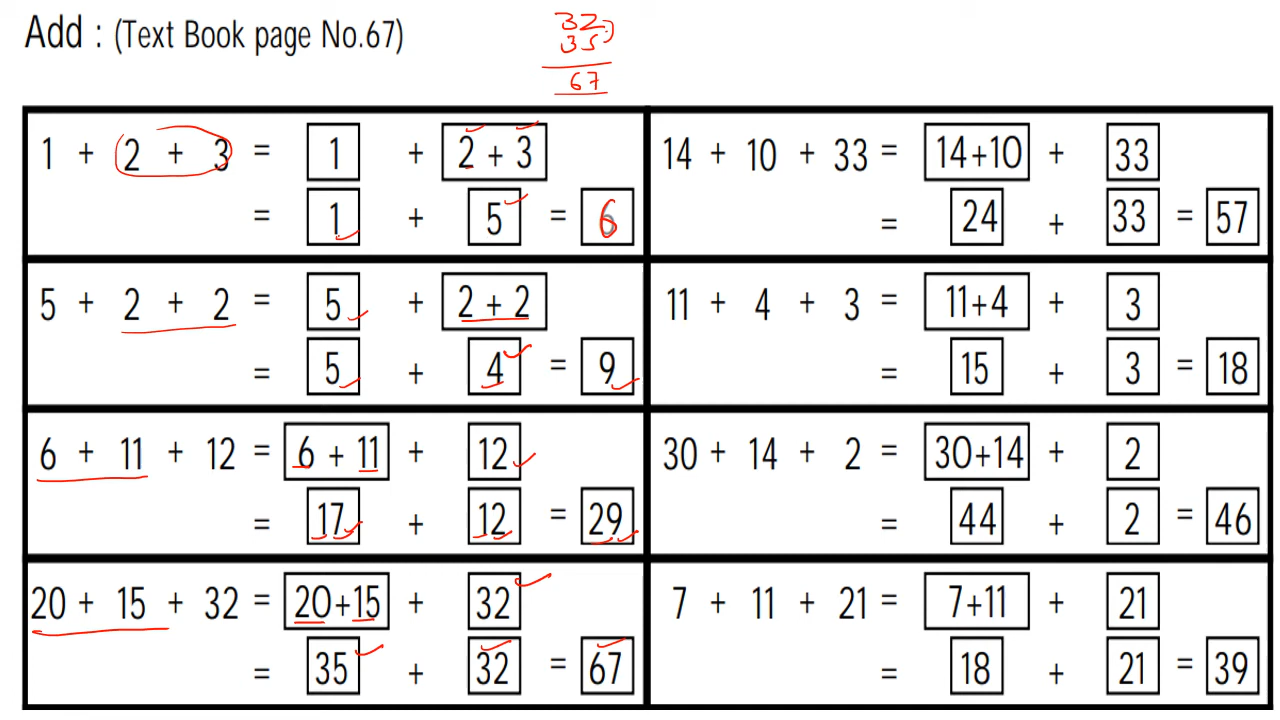 Add : (Text Book page No.67)
32
35
67
1 + 2 + 3 = 1 + 2 + 3
= 1 + 5 = 6
5 + 2 + 2 = 5 + 2 + 2
= 5 + 4 = 9
6 + 11 + 12 = 6 + 11 + 12
= 17 + 12 = 29
20 + 15 + 32 = 20+15 + 32
= 35 + 32 = 67
14 + 10 + 33 = 14+10 + 33
= 24 + 33 = 57
11 + 4 + 3 = 11+4 + 3
= 15 + 3 = 18
30 + 14 + 2 = 30+14 + 2
= 44 + 2 = 46
7 + 11 + 21 = 7+11 + 21
= 18 + 21 = 39